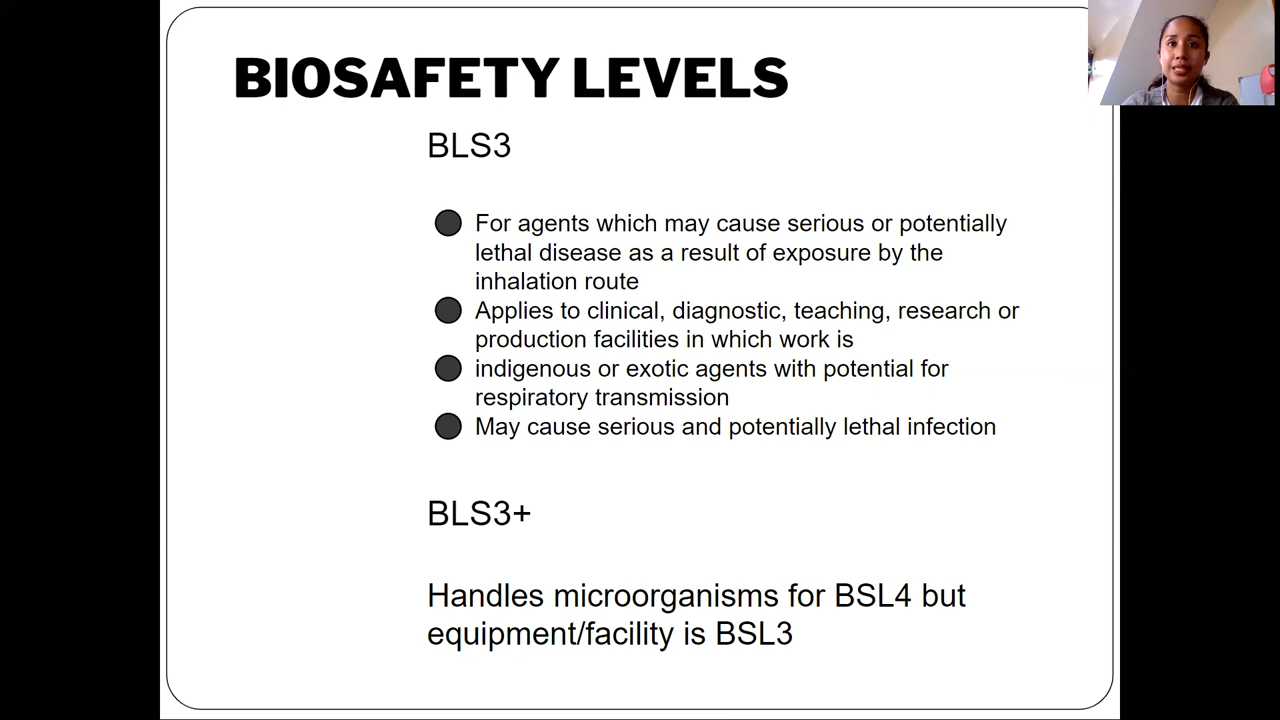 BIOSAFETY LEVELS
BLS3
For agents which may cause serious or potentially
lethal disease as a result of exposure by the
inhalation route
Applies to clinical, diagnostic, teaching, research or
production facilities in which work is
indigenous or exotic agents with potential for
respiratory transmission
May cause serious and potentially lethal infection
BLS3+
Handles microorganisms for BSL4 but
equipment/facility is BSL3